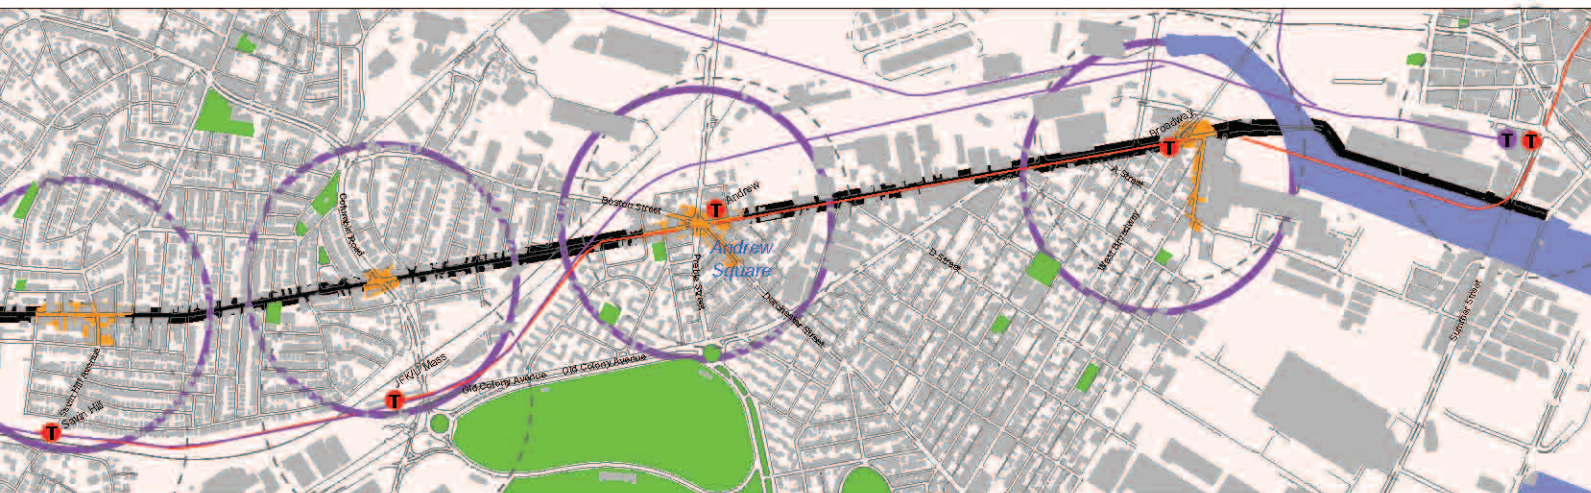 Broadway
A Street
West Broadway
D Street
Summer Street
T
T
T
Andrew
T
Boston Street
Andrew
Square
Preble Street
Dorchester Street
Columbia Road
Old Colony Avenue
Old Colony Avenue
JFK/U Mass
T
Savin Hill Avenue
Savin Hill
T